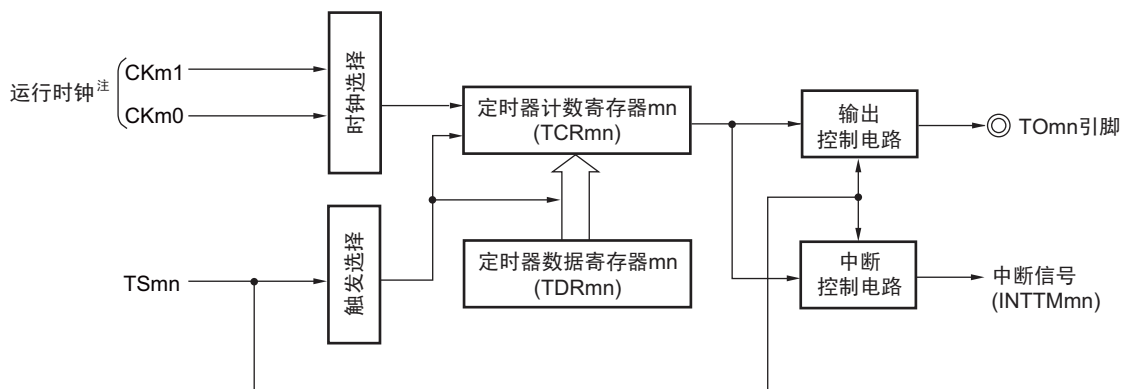 运行时钟注
CKm1
CKm0
时钟选择
定时器计数寄存器mn
(TCRmn)
输出
控制电路
TOmn引脚
TSmn
触发选择
定时器数据寄存器mn
(TDRmn)
中断
控制电路
中断信号
(INTTMmn)